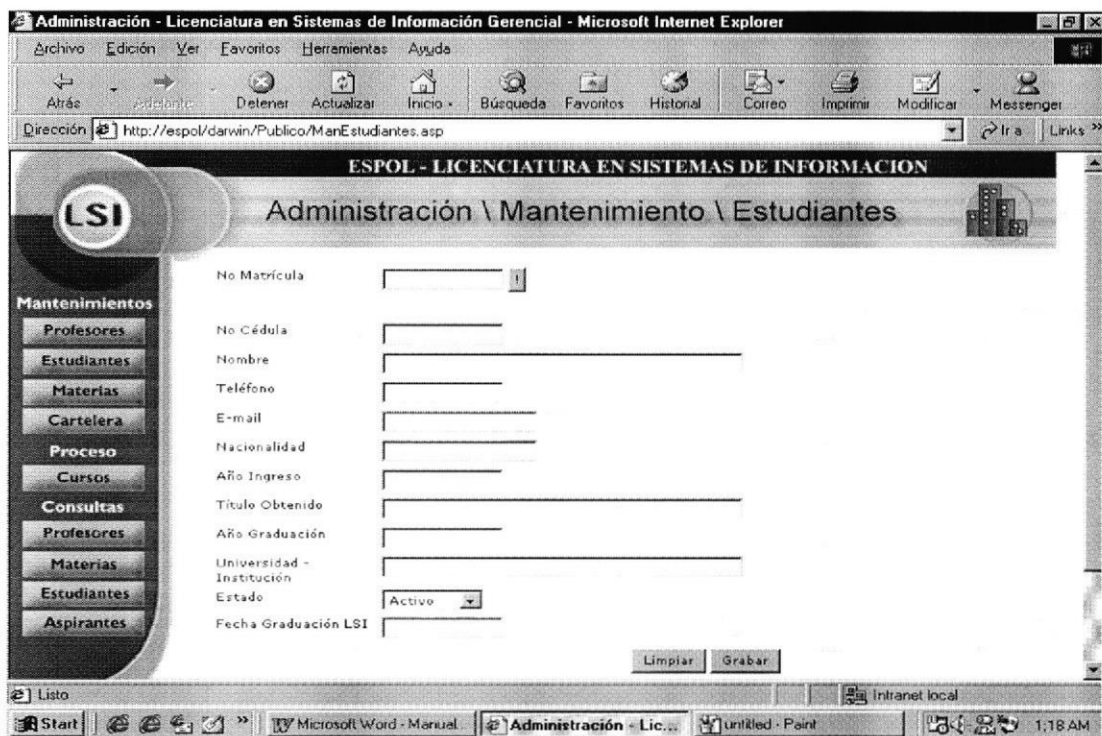 Administración - Licenciatura en Sistemas de Información Gerencial - Microsoft Internet Explorer
Archivo Edición Ver Favoritos Herramientas Ayuda
Atrás Adelante Detener Actualizar Inicio Búsqueda Favoritos Historial Correo Imprimir Modificar Messenger
Dirección http://espol/darwin/Publico/ManEstudiantes.asp Ir a Links »
ESPOL - LICENCIATURA EN SISTEMAS DE INFORMACION
LSI
Administración \ Mantenimiento \ Estudiantes
Mantenimientos
Profesores
Estudiantes
Materias
Cartelera
Proceso
Cursos
Consultas
Profesores
Materias
Estudiantes
Aspirantes
No Matrícula !
No Cédula
Nombre
Teléfono
E-mail
Nacionalidad
Año Ingreso
Título Obtenido
Año Graduación
Universidad -
Institución
Estado Activo
Fecha Graduación LSI
Limpiar Grabar
Listo Intranet local
Start » Microsoft Word - Manual... Administración - Lic... untitled - Paint 1:18 AM